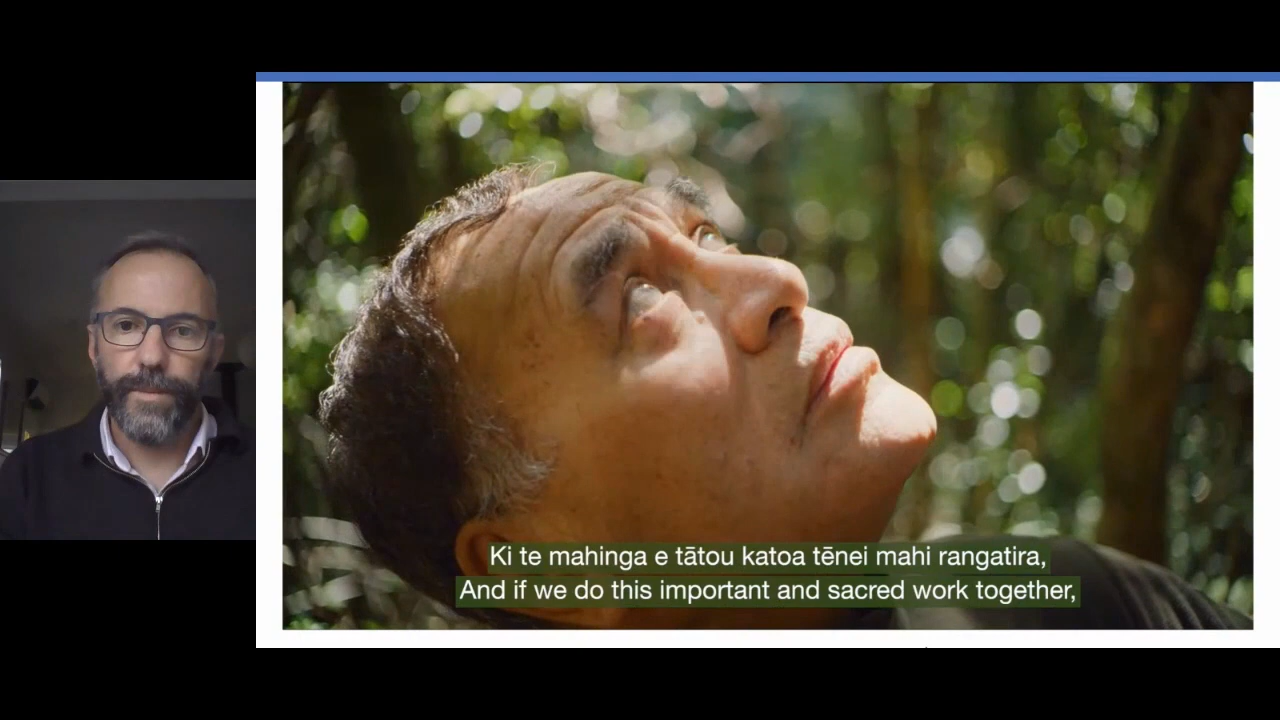 Ki te mahinga e tātou katoa tēnei mahi rangatira,
And if we do this important and sacred work together,